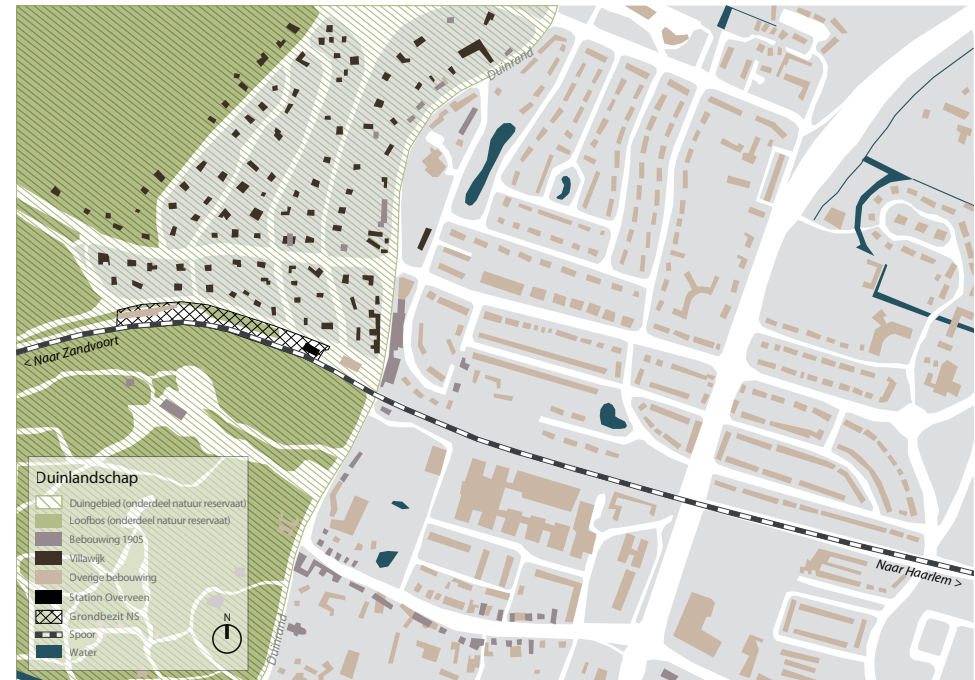 Duinrand
< Naar Zandvoort
Duinlandschap
Duingebied (onderdeel natuur reservaat)
Loofbos (onderdeel natuur reservaat)
Bebouwing 1905
Villawijk
Overige bebouwing
Station Overveen
Grondbezit NS
Spoor
Water
N
Duinrand
Naar Haarlem >